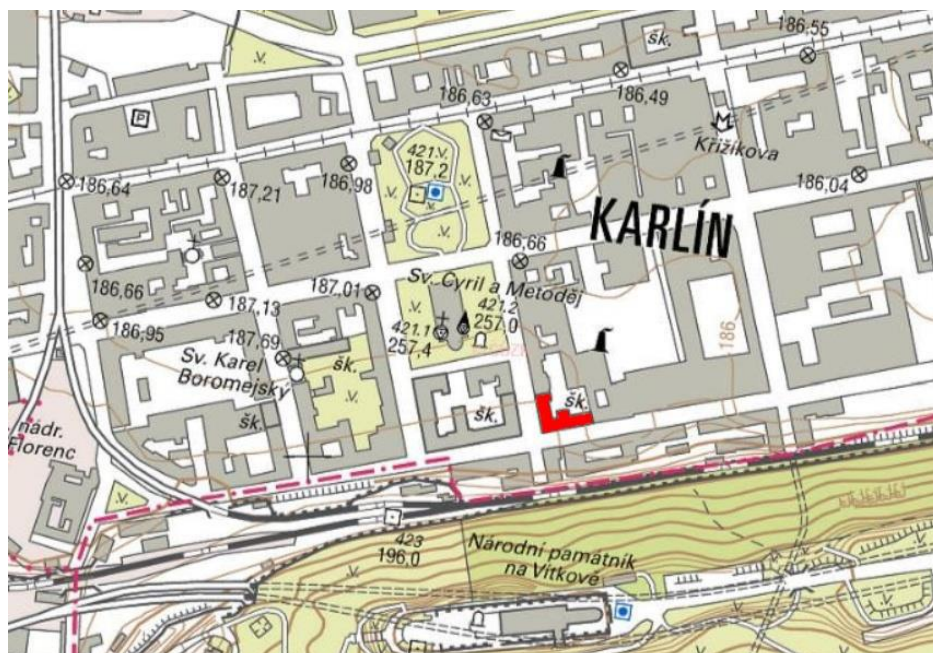 šk.
186,55
V.
186,63
186,49
P
M
Křižíkova
421.V.
187,2
V.
V.
V.
V.
186,64
187,21
186,98
186,04
KARLÍN
186,66
186,66
Sv. Cyril a Metoděj
187,01
V.
421.2
257,0
421.1
257,4
187,13
186,95
187,69
186
Sv. Karel
Boromejský
šk.
V.
šk.
šk.
šk.
nádr.
Florenc
V.
423
196,0
V.
Národní památník
na Vítkově
V.
V.